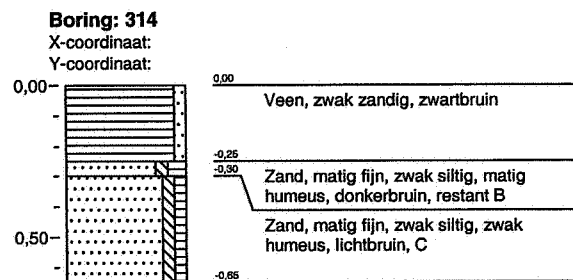 Boring: 314
X-coordinaat:
Y-coordinaat:
0,00
0,00
Veen, zwak zandig, zwartbruin
-0,25
-0,30
Zand, matig fijn, zwak siltig, matig
humeus, donkerbruin, restant B
Zand, matig fijn, zwak siltig, zwak
humeus, lichtbruin, C
0,50
-0,65